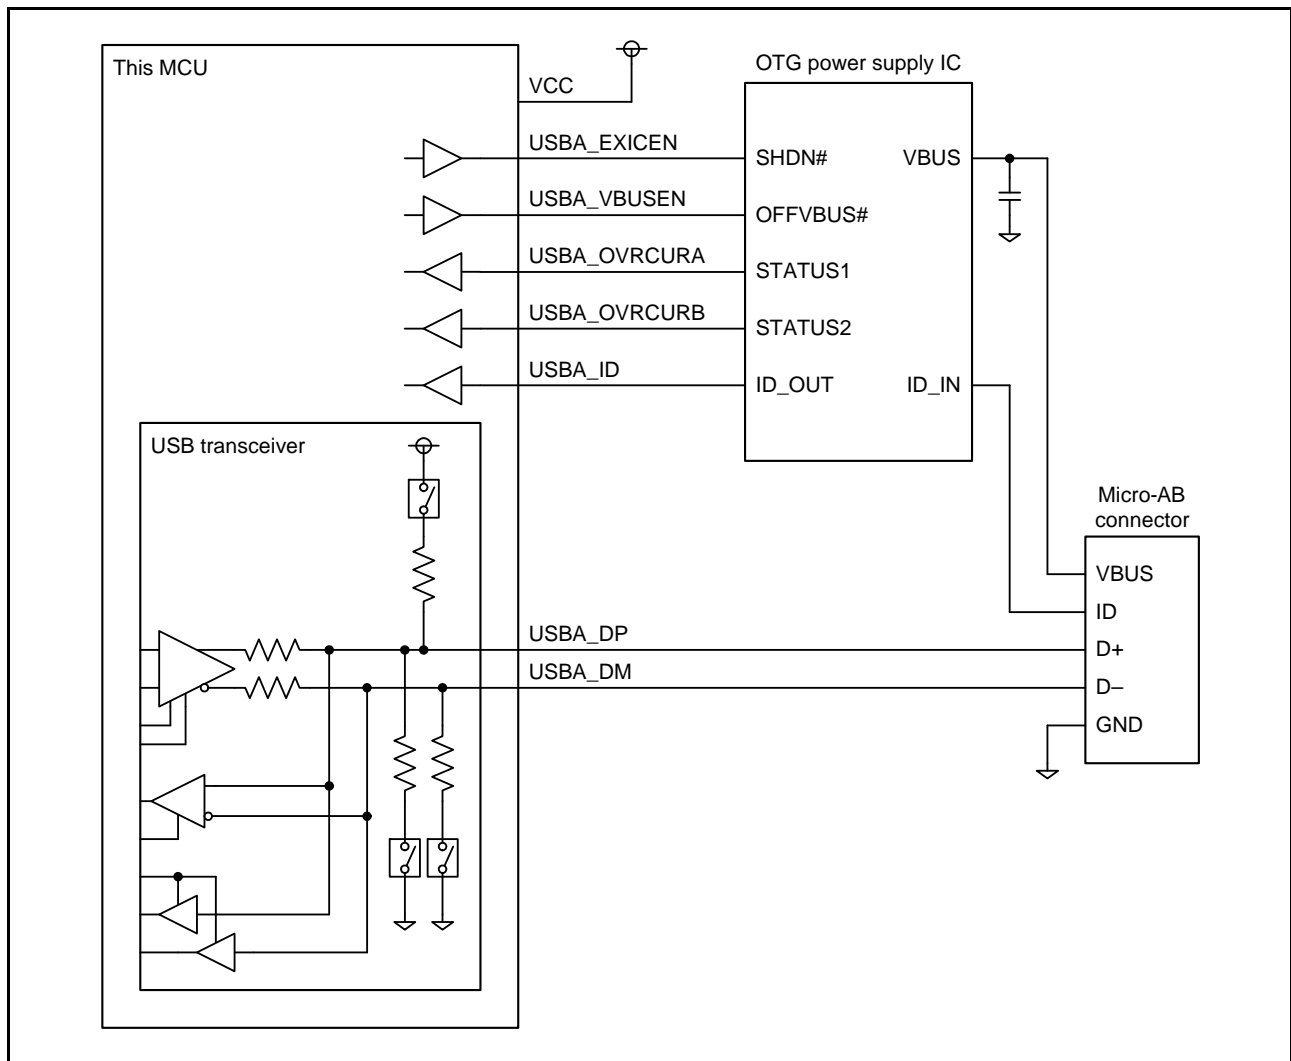 This MCU
VCC
OTG power supply IC
USBA_EXICEN
SHDN#
VBUS
USBA_VBUSEN
OFFVBUS#
USBA_OVRCURA
STATUS1
USBA_OVRCURB
STATUS2
USBA_ID
ID_OUT
ID_IN
USB transceiver
Micro-AB
connector
VBUS
ID
USBA_DP
D+
USBA_DM
D–
GND